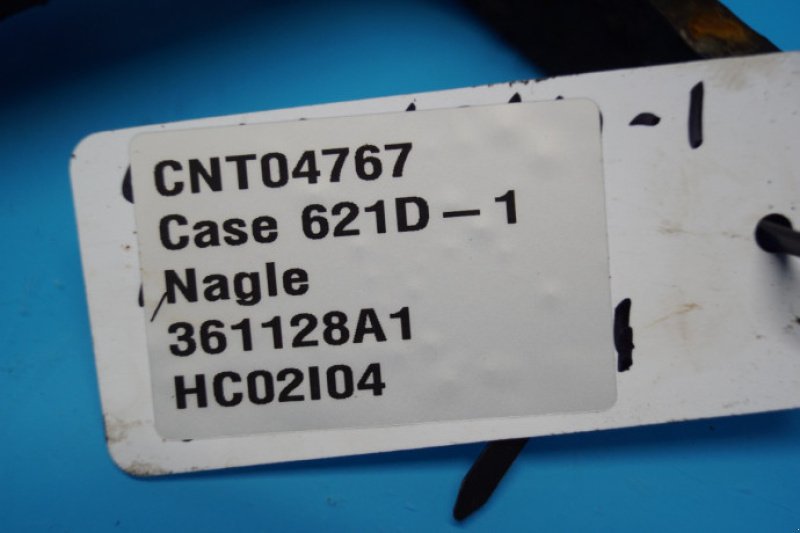 CNT04767
Case 621D – 1
Nagle
361128A1
HC02I04